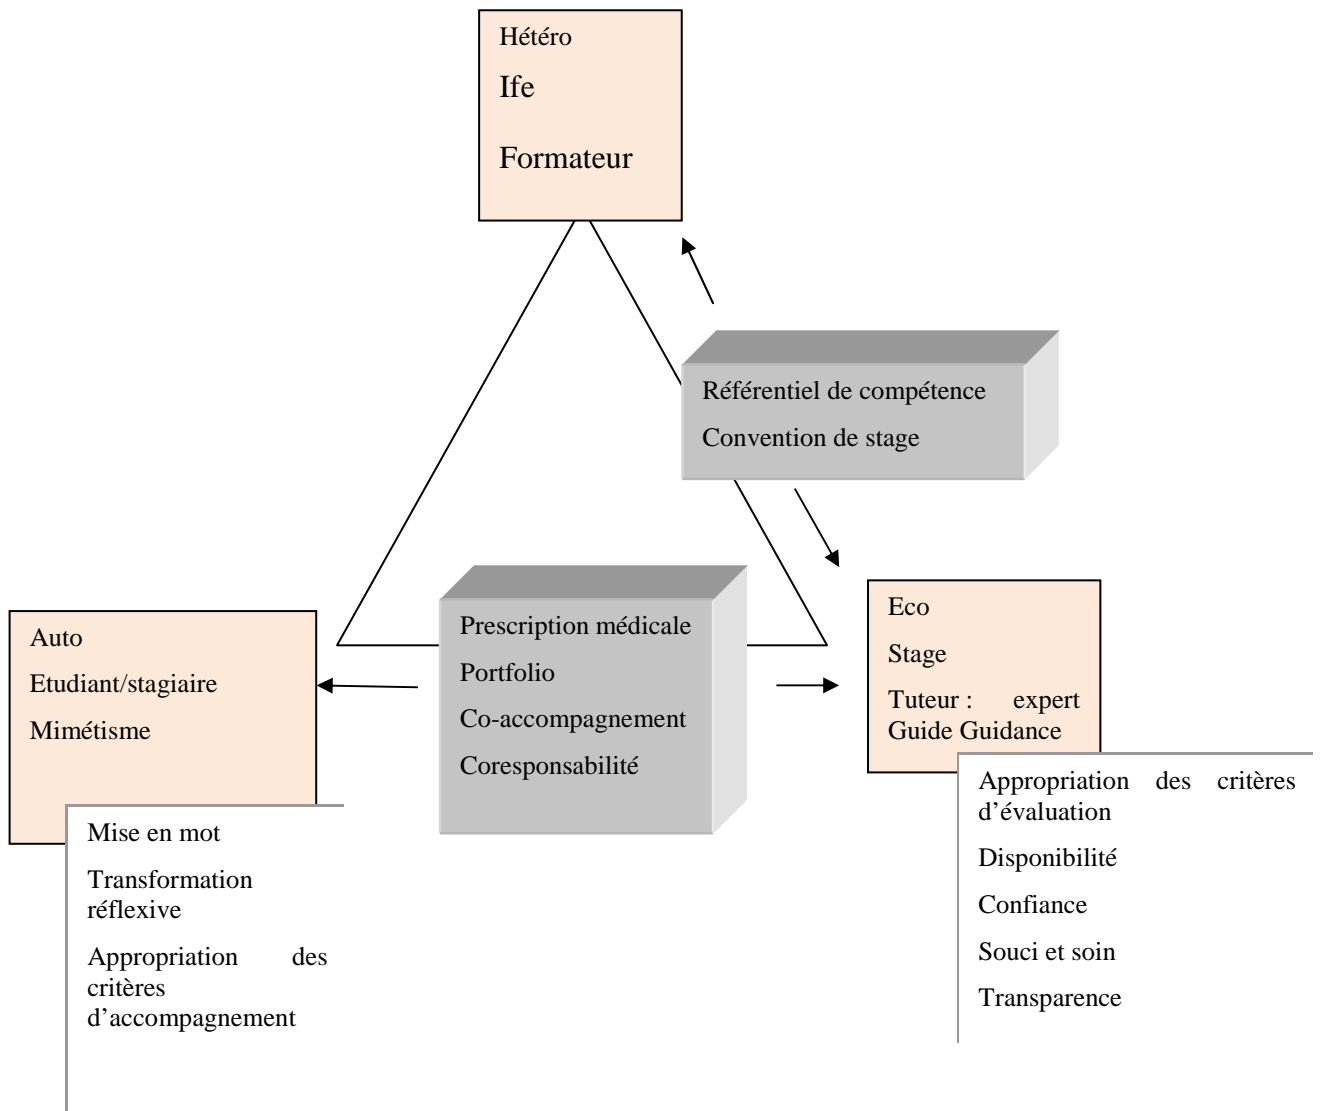 Hétéro
Ife
Formateur
Référentiel de compétence
Convention de stage
Auto
Etudiant/stagiaire
Mimétisme
Prescription médicale
Portfolio
Co-accompagnement
Coresponsabilité
Eco
Stage
Tuteur : expert
Guide Guidance
Mise en mot
Transformation
réflexive
Appropriation des
critères
d’accompagnement
Appropriation des critères
d’évaluation
Disponibilité
Confiance
Souci et soin
Transparence